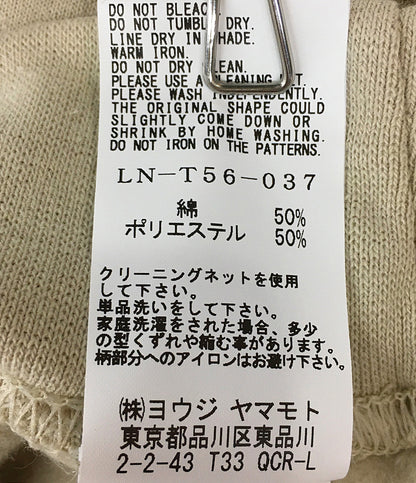 DO NOT BLEAC
DO NOT TUMBLE DRY.
LINE DRY IN SHADE.
WARM IRON.
DO NOT DRY CLEAN.
PLEASE USE A CLEANING NET.
PLEASE WASH INDEPENDENTLY.
THE ORIGINAL SHAPE COULD
SLIGHTLY COME DOWN OR
SHRINK BY HOME WASHING.
DO NOT IRON ON THE PATTERNS.
LN-T56-037
綿 50%
ポリエステル 50%
クリーニングネットを使用
して下さい。
単品洗いをして下さい。
家庭洗濯をされた場合、多少
の型くずれや縮む事があります。
柄部分へのアイロンはお避け下さい。
㈱ヨウジ ヤマモト
東京都品川区東品川
2-2-43 T33 QCR-L